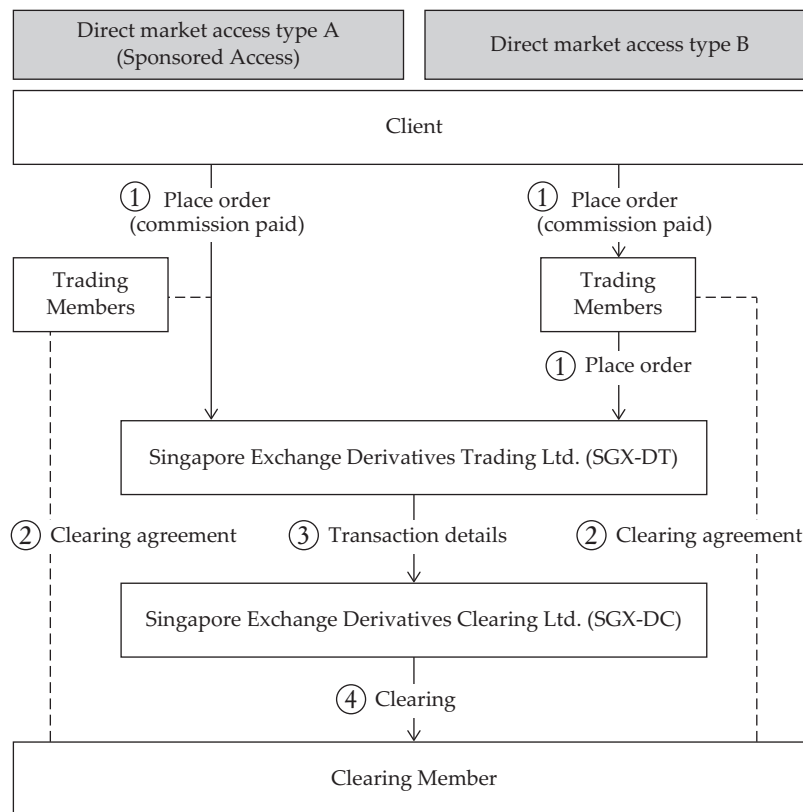 Direct market access type A
(Sponsored Access)
Direct market access type B
Client
① Place order
(commission paid)
① Place order
(commission paid)
Trading
Members
Trading
Members
① Place order
Singapore Exchange Derivatives Trading Ltd. (SGX-DT)
② Clearing agreement
③ Transaction details
② Clearing agreement
Singapore Exchange Derivatives Clearing Ltd. (SGX-DC)
④ Clearing
Clearing Member